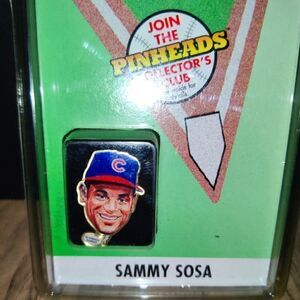 JOIN
THE
PINHEADS
COLLECTOR'S
CLUB
C
SAMMY SOSA